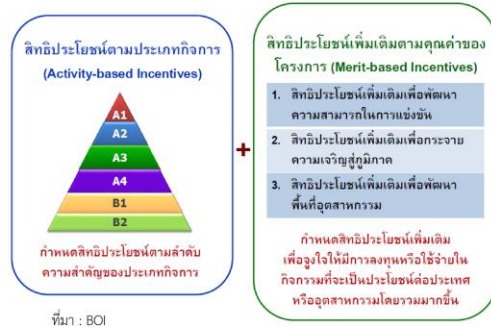 สิทธิประโยชน์ตามประเภทกิจการ
(Activity-based Incentives)
A1
A2
A3
A4
B1
B2
กำหนดสิทธิประโยชน์ตามลำดับ
ความสำคัญของประเภทกิจการ
+
สิทธิประโยชน์เพิ่มเติมตามคุณค่าของ
โครงการ (Merit-based Incentives)
1. สิทธิประโยชน์เพิ่มเติมเพื่อพัฒนา
ความสามารถในการแข่งขัน
2. สิทธิประโยชน์เพิ่มเติมเพื่อกระจาย
ความเจริญสู่ภูมิภาค
3. สิทธิประโยชน์เพิ่มเติมเพื่อพัฒนา
พื้นที่อุตสาหกรรม
กำหนดสิทธิประโยชน์เพิ่มเติม
เพื่อจูงใจให้มีการลงทุนหรือใช้จ่ายใน
กิจกรรมที่จะเป็นประโยชน์ต่อประเทศ
หรืออุตสาหกรรมโดยรวมมากขึ้น
ที่มา : BOI